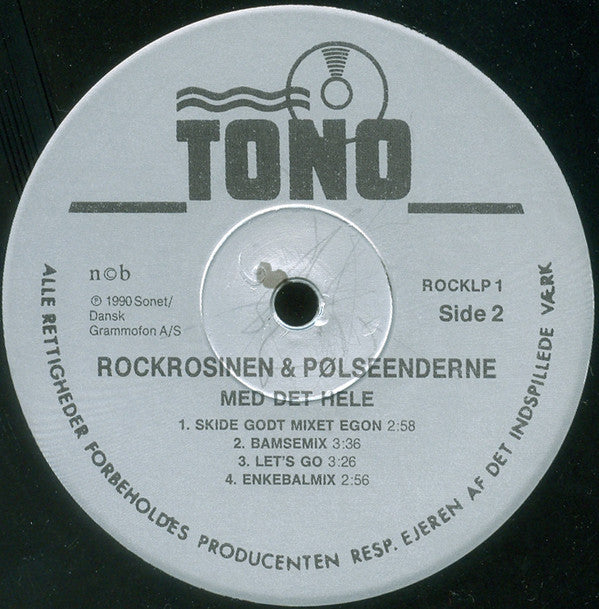 TONO
n©b
ROCKLP 1
℗ 1990 Sonet/
Dansk
Grammofon A/S
Side 2
ROCKROSINEN & PØLSEENDERNE
MED DET HELE
1. SKIDE GODT MIXET EGON 2:58
2. BAMSEMIX 3:36
3. LET'S GO 3:26
4. ENKEBALMIX 2:56
ALLE RETTIGHEDER FORBEHOLDES PRODUCENTEN RESP. EJEREN AF DET INDSPILLEDE VÆRK